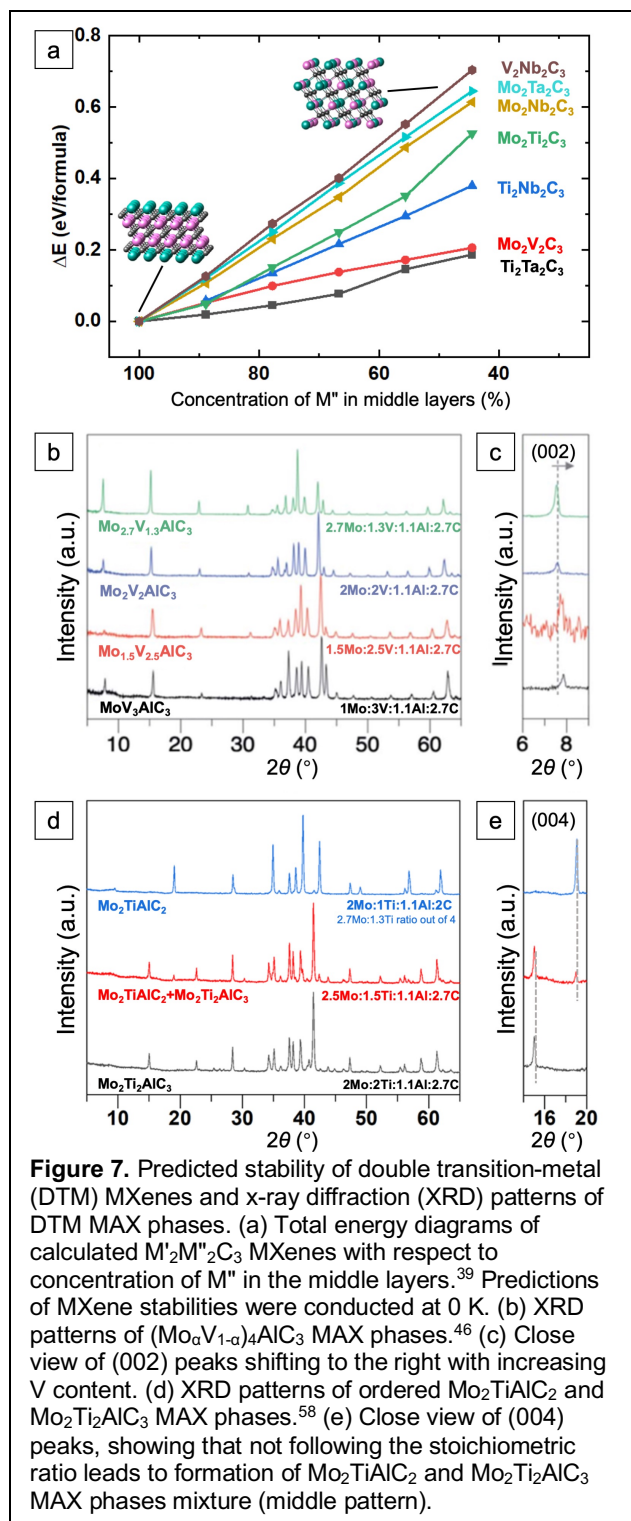 a
ΔE (eV/formula)
0.8
0.6
0.4
0.2
0.0
V₂Nb₂C₃
Mo₂Ta₂C₃
Mo₂Nb₂C₃
Mo₂Ti₂C₃
Ti₂Nb₂C₃
Mo₂V₂C₃
Ti₂Ta₂C₃
100 80 60 40
Concentration of M" in middle layers (%)
b
Intensity (a.u.)
Mo₂.₇V₁.₃AlC₃ 2.7Mo:1.3V:1.1Al:2.7C
Mo₂V₂AlC₃ 2Mo:2V:1.1Al:2.7C
Mo₁.₅V₂.₅AlC₃ 1.5Mo:2.5V:1.1Al:2.7C
MoV₃AlC₃ 1Mo:3V:1.1Al:2.7C
10 20 30 40 50 60
2θ (°)
c
(002)
IIntensity (a.u.)
6 8
2θ (°)
d
Intensity (a.u.)
Mo₂TiAlC₂ 2Mo:1Ti:1.1Al:2C
2.7Mo:1.3Ti ratio out of 4
Mo₂TiAlC₂+Mo₂Ti₂AlC₃ 2.5Mo:1.5Ti:1.1Al:2.7C
Mo₂Ti₂AlC₃ 2Mo:2Ti:1.1Al:2.7C
10 20 30 40 50 60
2θ (°)
e
(004)
Intensity (a.u.)
14 16 20
2θ (°)
Figure 7. Predicted stability of double transition-metal
(DTM) MXenes and x-ray diffraction (XRD) patterns of
DTM MAX phases. (a) Total energy diagrams of
calculated M'₂M"₂C₃ MXenes with respect to
concentration of M" in the middle layers.³⁹ Predictions
of MXene stabilities were conducted at 0 K. (b) XRD
patterns of (MoαV1-α)₄AlC₃ MAX phases.⁴⁶ (c) Close
view of (002) peaks shifting to the right with increasing
V content. (d) XRD patterns of ordered Mo₂TiAlC₂ and
Mo₂Ti₂AlC₃ MAX phases.⁵⁸ (e) Close view of (004)
peaks, showing that not following the stoichiometric
ratio leads to formation of Mo₂TiAlC₂ and Mo₂Ti₂AlC₃
MAX phases mixture (middle pattern).